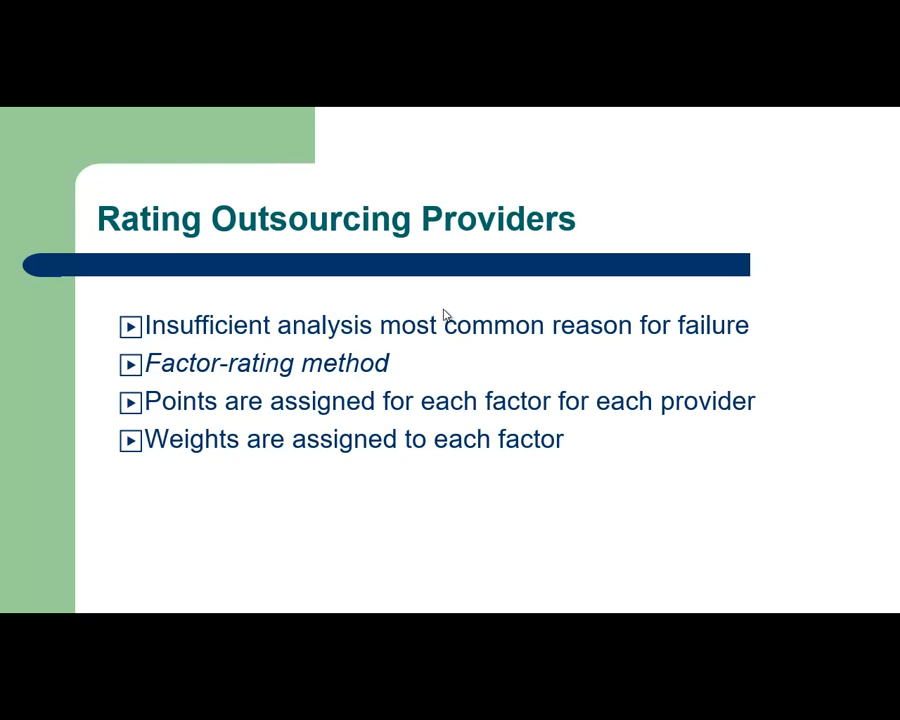 Rating Outsourcing Providers
Insufficient analysis most common reason for failure
Factor-rating method
Points are assigned for each factor for each provider
Weights are assigned to each factor